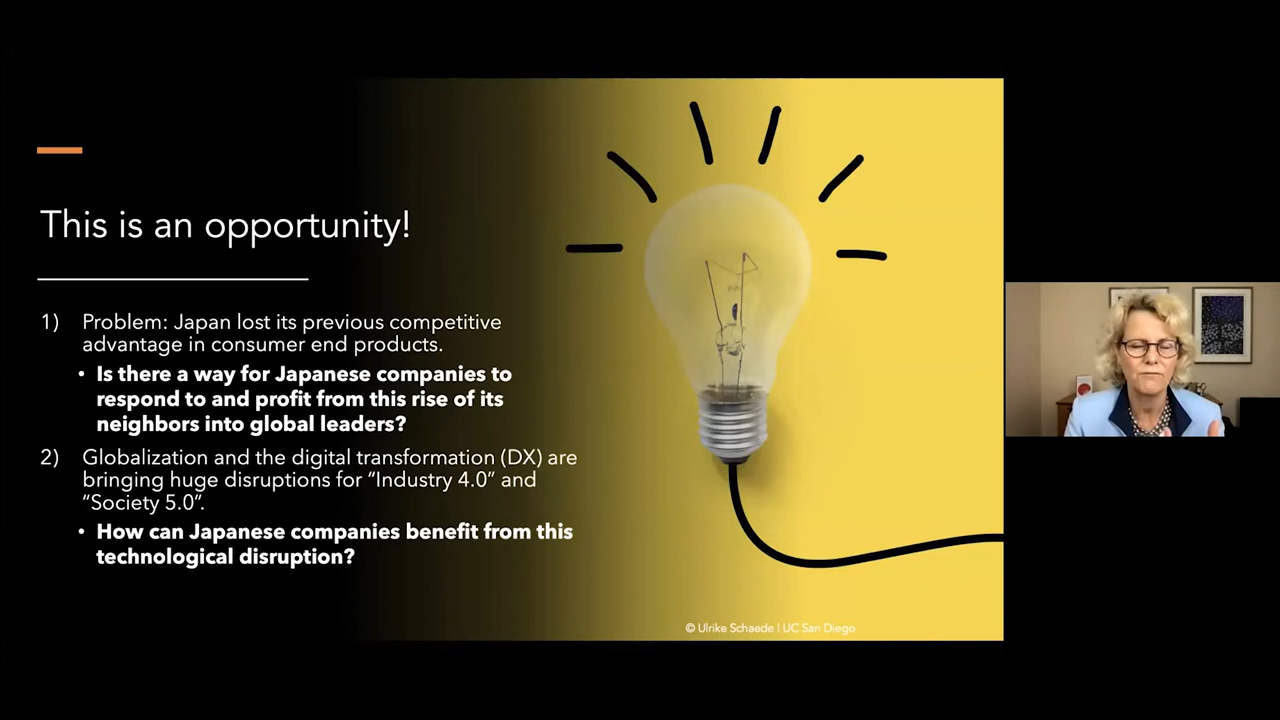 This is an opportunity!
1) Problem: Japan lost its previous competitive
advantage in consumer end products.
• Is there a way for Japanese companies to
respond to and profit from this rise of its
neighbors into global leaders?
2) Globalization and the digital transformation (DX) are
bringing huge disruptions for “Industry 4.0” and
“Society 5.0”.
• How can Japanese companies benefit from this
technological disruption?
© Ulrike Schaede | UC San Diego